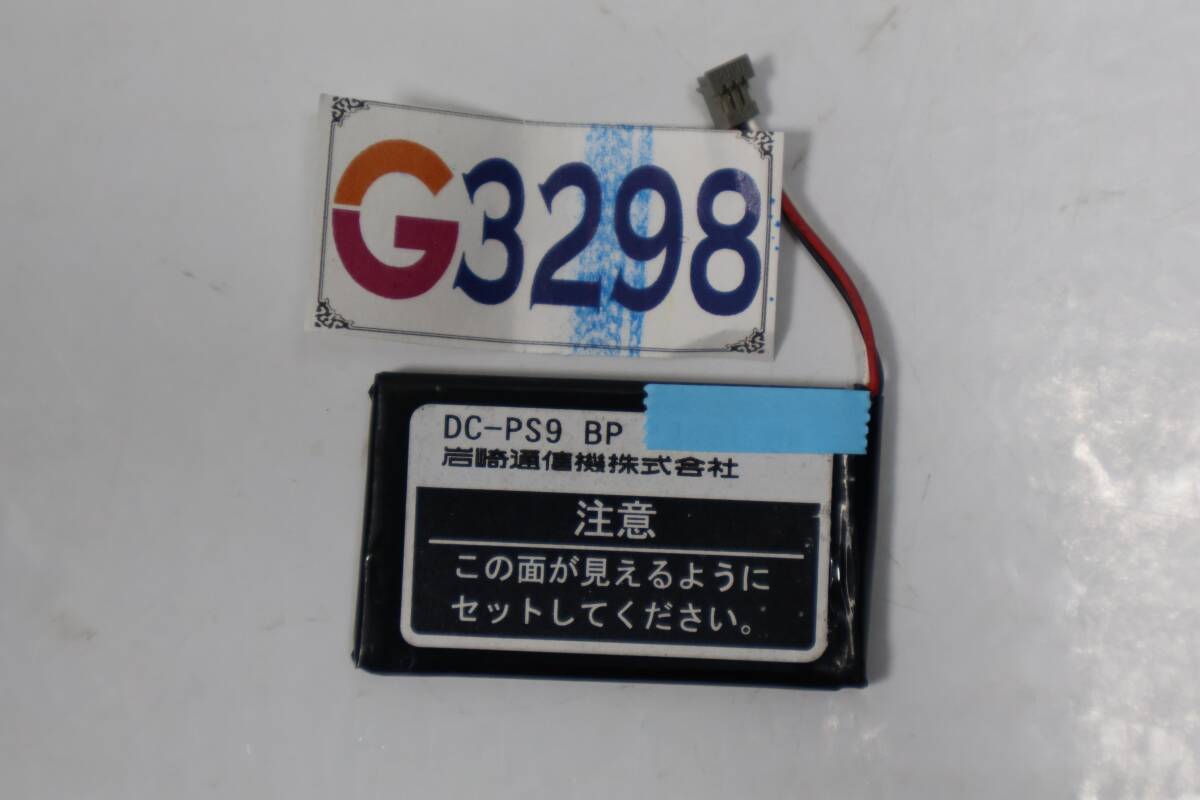 G3298
DC-PS9 BP
岩崎通信機株式会社
注意
この面が見えるように
セットしてください。